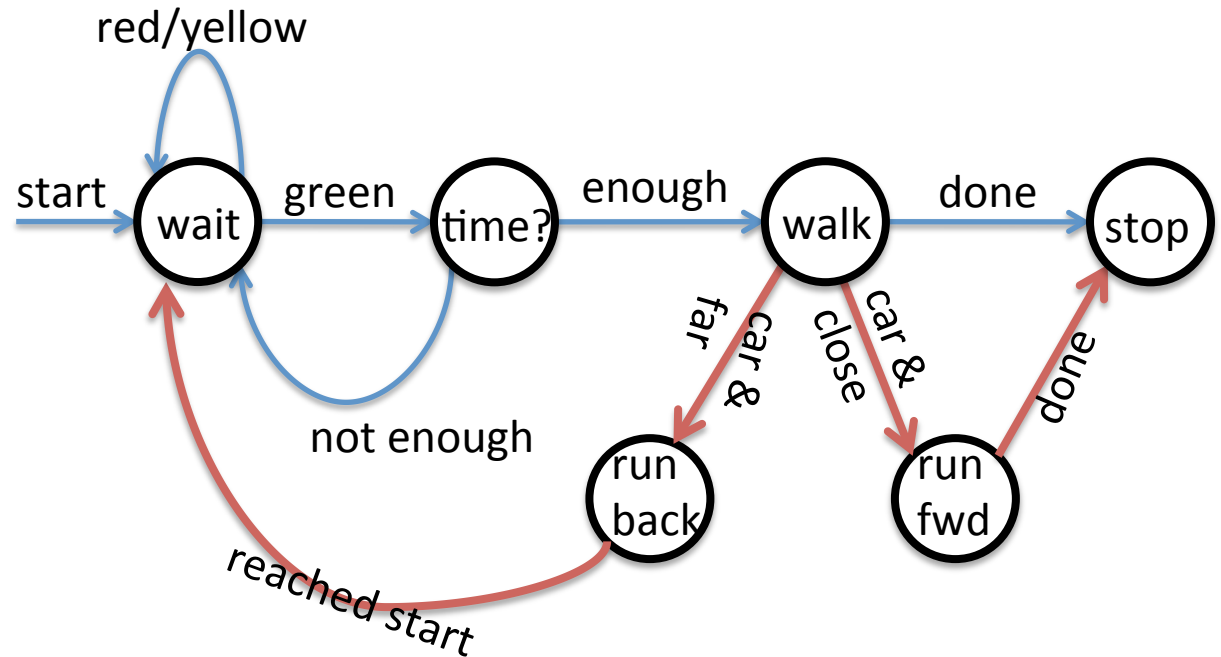 red/yellow
start
wait
green
time?
enough
walk
done
stop
not enough
car &
far
car &
close
done
run
back
run
fwd
reached start